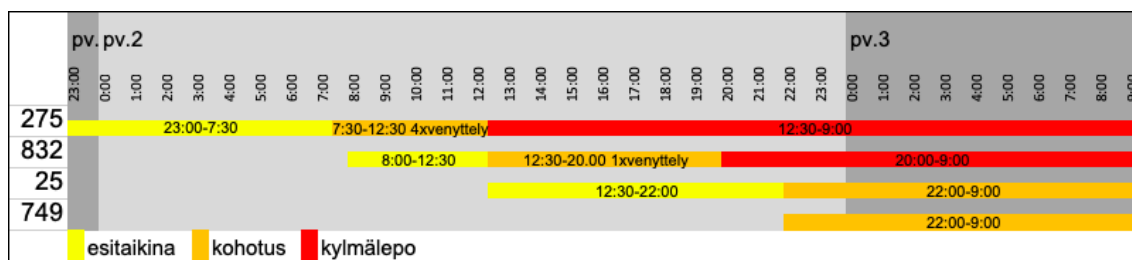 pv. pv.2 pv.3
23:00 0:00 1:00 2:00 3:00 4:00 5:00 6:00 7:00 8:00 9:00 10:00 11:00 12:00 13:00 14:00 15:00 16:00 17:00 18:00 19:00 20:00 21:00 22:00 23:00 0:00 1:00 2:00 3:00 4:00 5:00 6:00 7:00 8:00 9:00
275 23:00-7:30 7:30-12:30 4xvenyttely 12:30-9:00
832 8:00-12:30 12:30-20.00 1xvenyttely 20:00-9:00
25 12:30-22:00 22:00-9:00
749 22:00-9:00
esitaikina kohotus kylmälepo